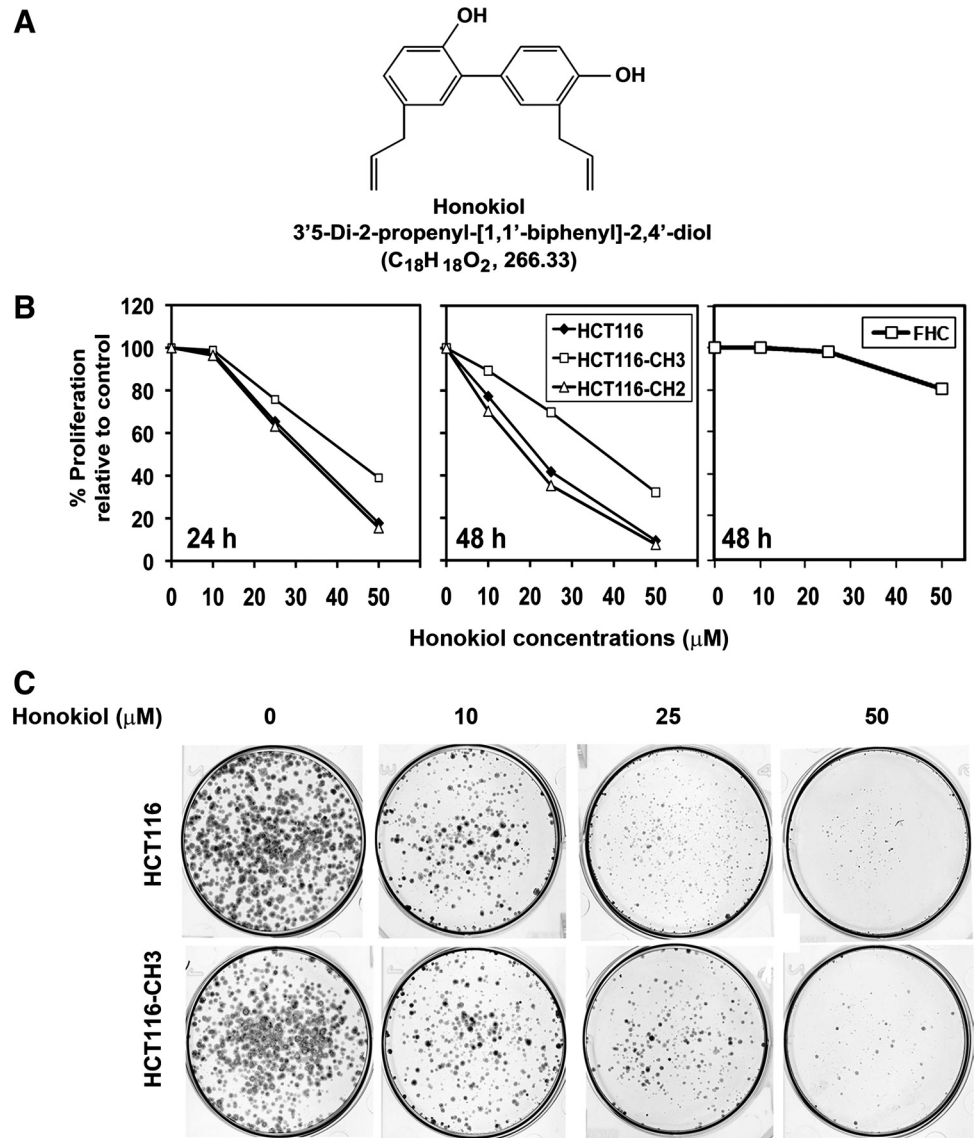 A
OH
OH
Honokiol
3'5-Di-2-propenyl-[1,1'-biphenyl]-2,4'-diol
(C18H18O2, 266.33)
B
% Proliferation
relative to control
120
100
80
60
40
20
0
24 h
0 10 20 30 40 50
HCT116
HCT116-CH3
HCT116-CH2
48 h
0 10 20 30 40 50
FHC
48 h
0 10 20 30 40 50
Honokiol concentrations (μM)
C
Honokiol (μM) 0 10 25 50
HCT116
HCT116-CH3